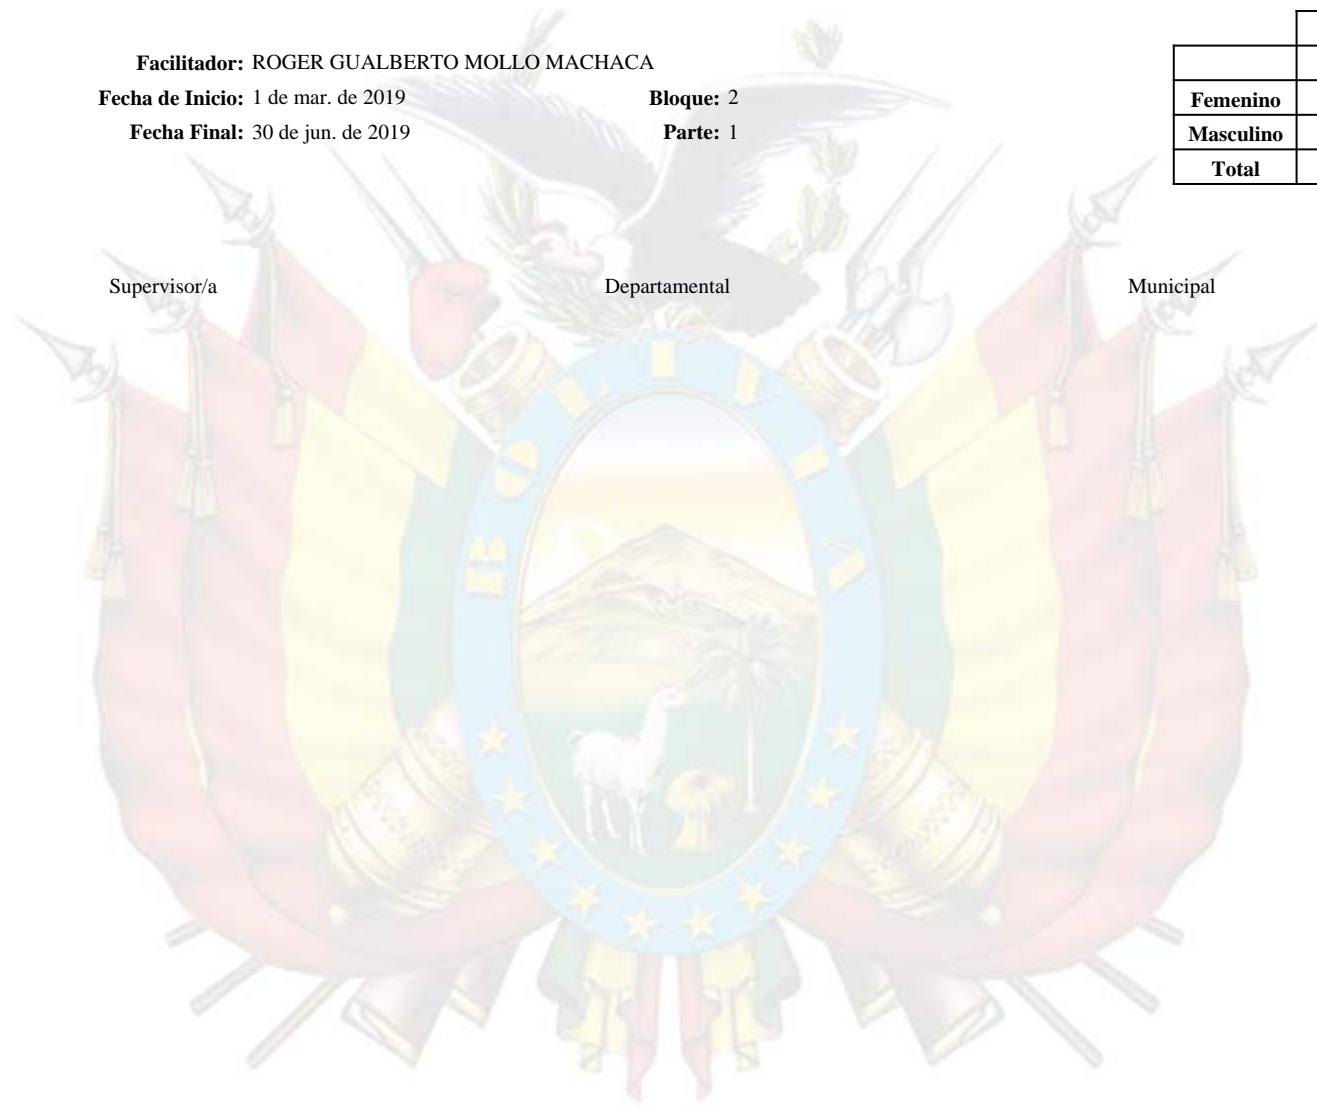 Facilitador: ROGER GUALBERTO MOLLO MACHACA
Fecha de Inicio: 1 de mar. de 2019 Bloque: 2
Fecha Final: 30 de jun. de 2019 Parte: 1
Femenino
Masculino
Total
Supervisor/a Departamental Municipal
BOLIVIA